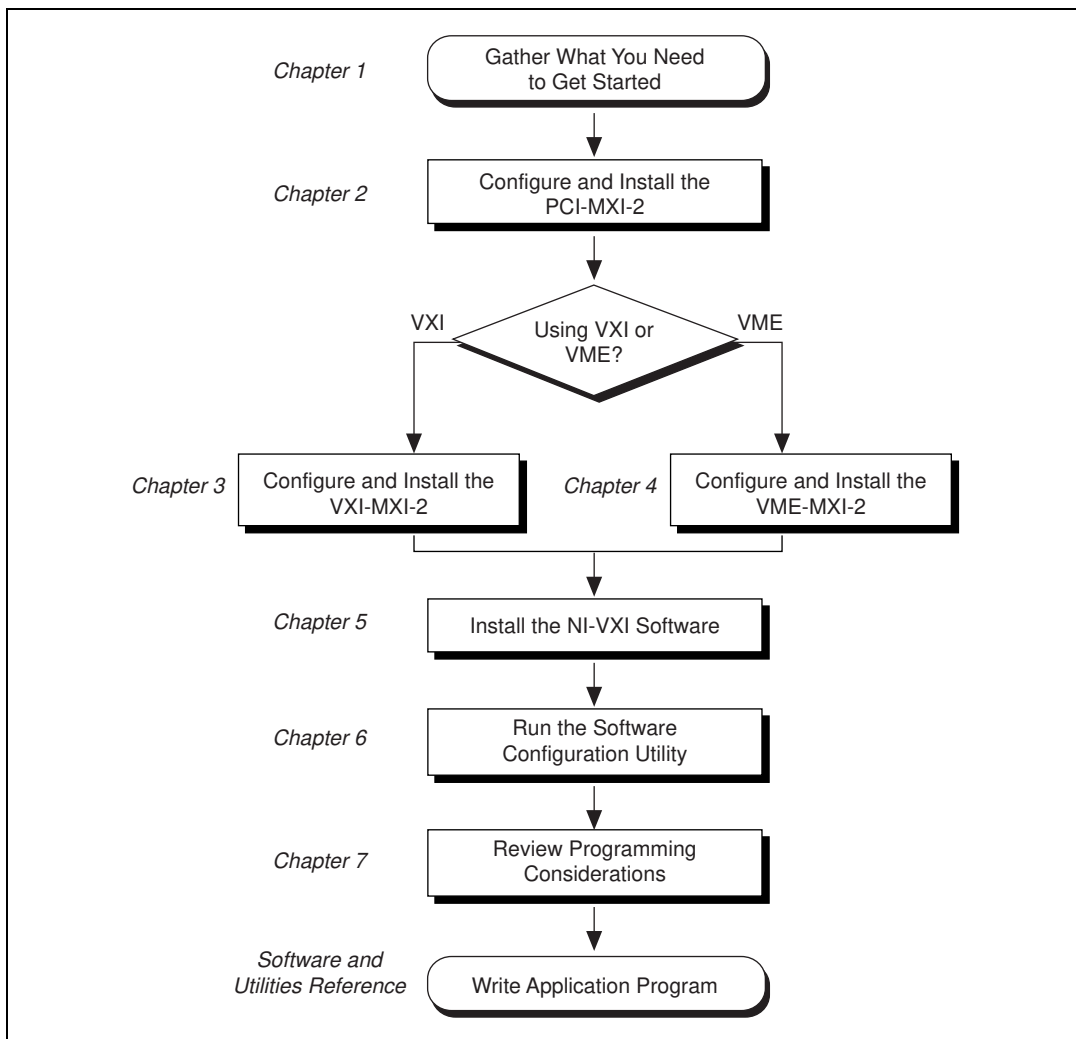 Chapter 1
Gather What You Need
to Get Started
Chapter 2
Configure and Install the
PCI-MXI-2
VXI
Using VXI or
VME?
VME
Chapter 3
Configure and Install the
VXI-MXI-2
Chapter 4
Configure and Install the
VME-MXI-2
Chapter 5
Install the NI-VXI Software
Chapter 6
Run the Software
Configuration Utility
Chapter 7
Review Programming
Considerations
Software and
Utilities Reference
Write Application Program